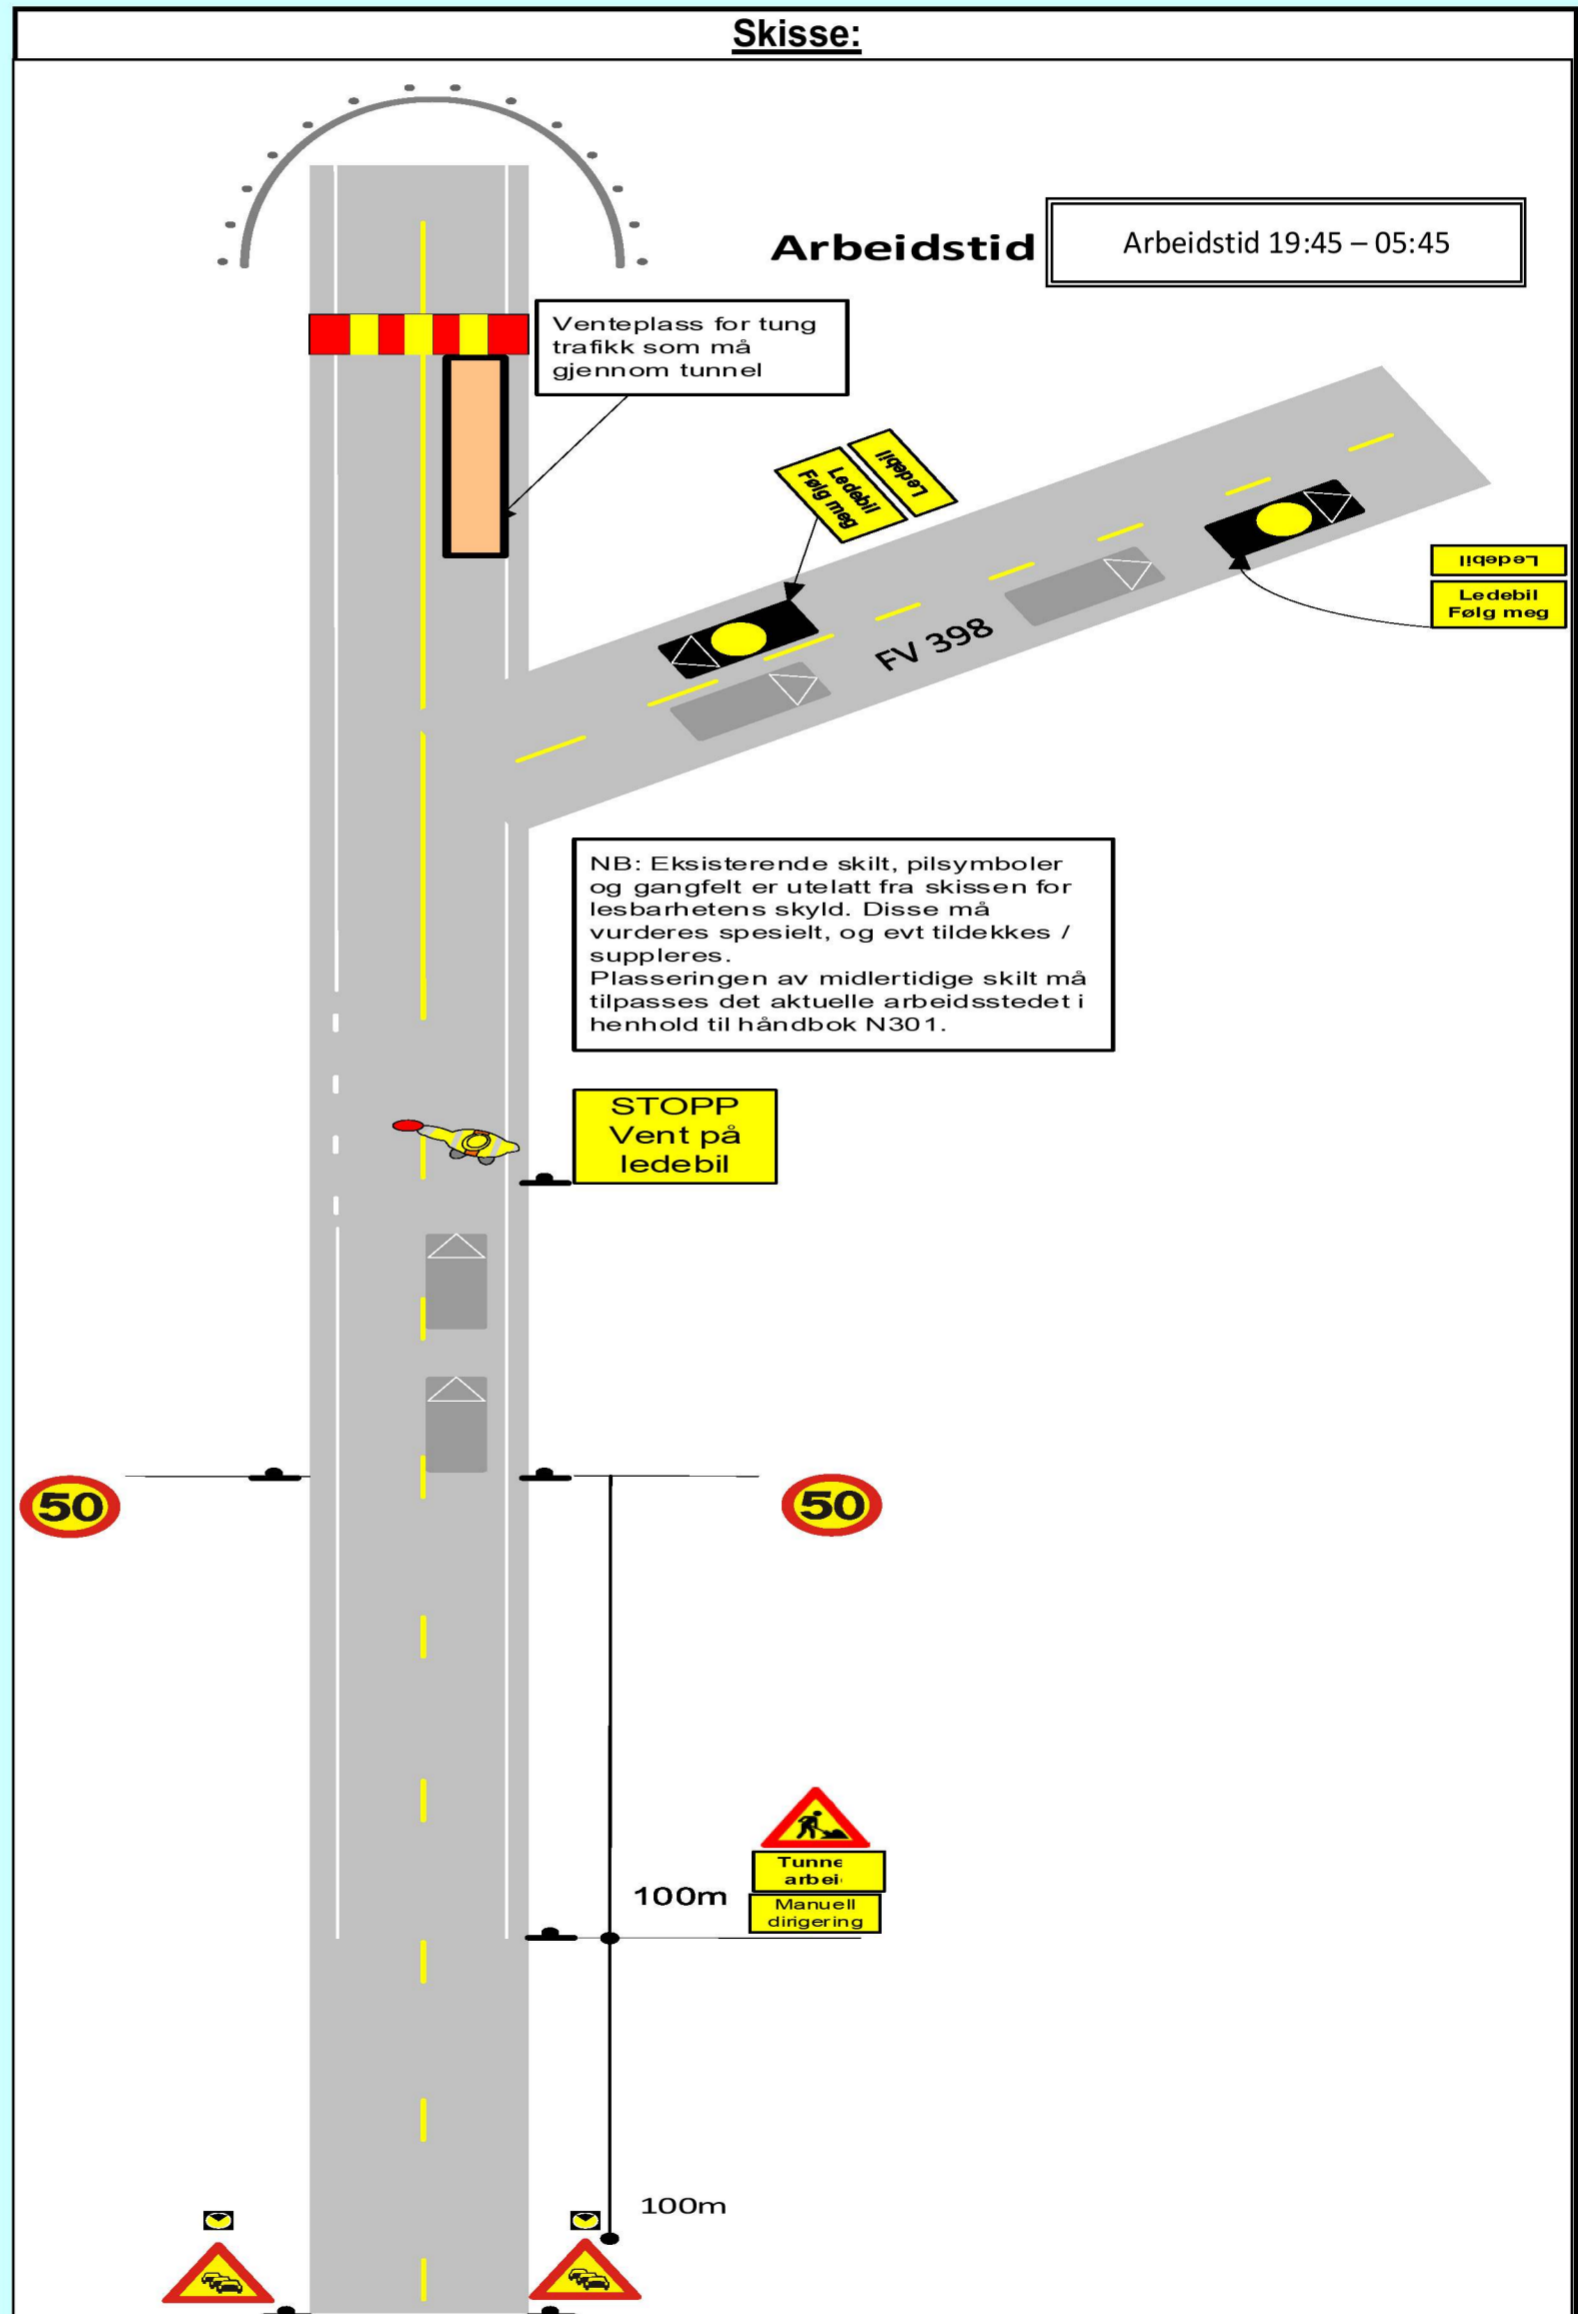 Skisse:
Arbeidstid
Arbeidstid 19:45 – 05:45
Venteplass for tung
trafikk som må
gjennom tunnel
Ledebil
Ledebil
Følg meg
Ledebil
Ledebil
Følg meg
FV 398
NB: Eksisterende skilt, pilsymboler
og gangfelt er utelatt fra skissen for
lesbarhetens skyld. Disse må
vurderes spesielt, og evt tildekkes /
suppleres.
Plasseringen av midlertidige skilt må
tilpasses det aktuelle arbeidsstedet i
henhold til håndbok N301.
STOPP
Vent på
ledebil
50
50
Tunne
arbei
100m
Manuell
dirigering
100m